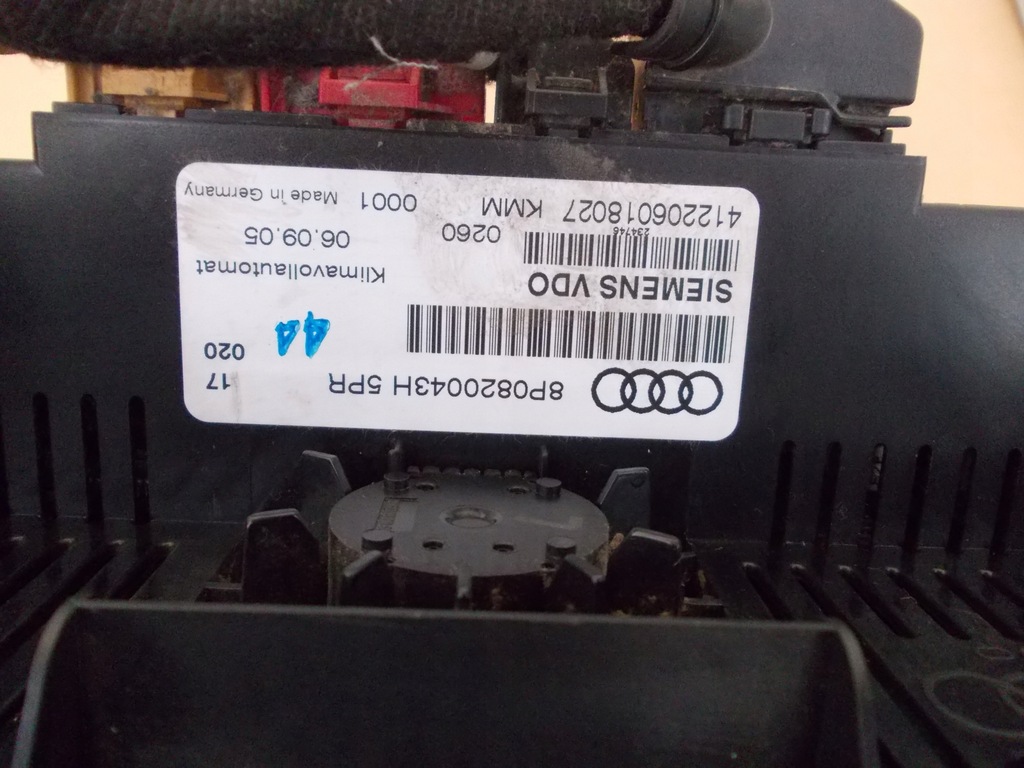 8P0820043H 5PR
17
020
4A
SIEMENS VDO
Klimavollautomat
234746
0260
06.09.05
412206018027 KMM 0001 Made in Germany